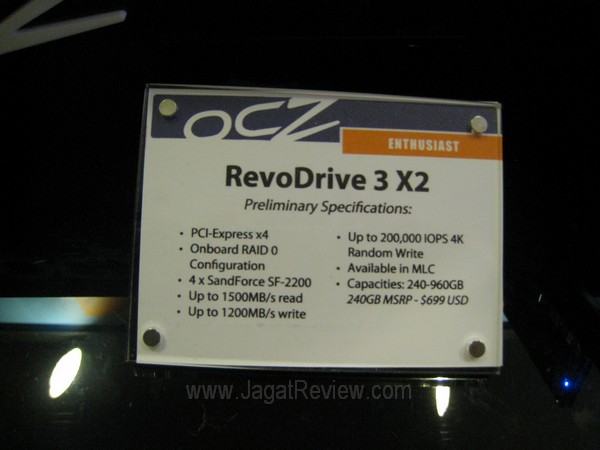 OCZ
ENTHUSIAST
RevoDrive 3 X2
Preliminary Specifications:
• PCI-Express x4
• Onboard RAID 0
Configuration
• 4 x SandForce SF-2200
• Up to 1500MB/s read
• Up to 1200MB/s write
• Up to 200,000 IOPS 4K
Random Write
• Available in MLC
• Capacities: 240-960GB
240GB MSRP - $699 USD
www.JagatReview.com